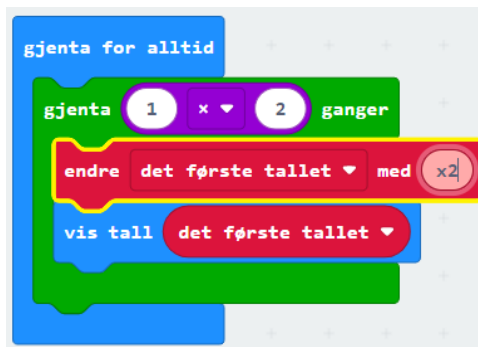 gjenta for alltid
gjenta 1 × 2 ganger
endre det første tallet med x2
vis tall det første tallet